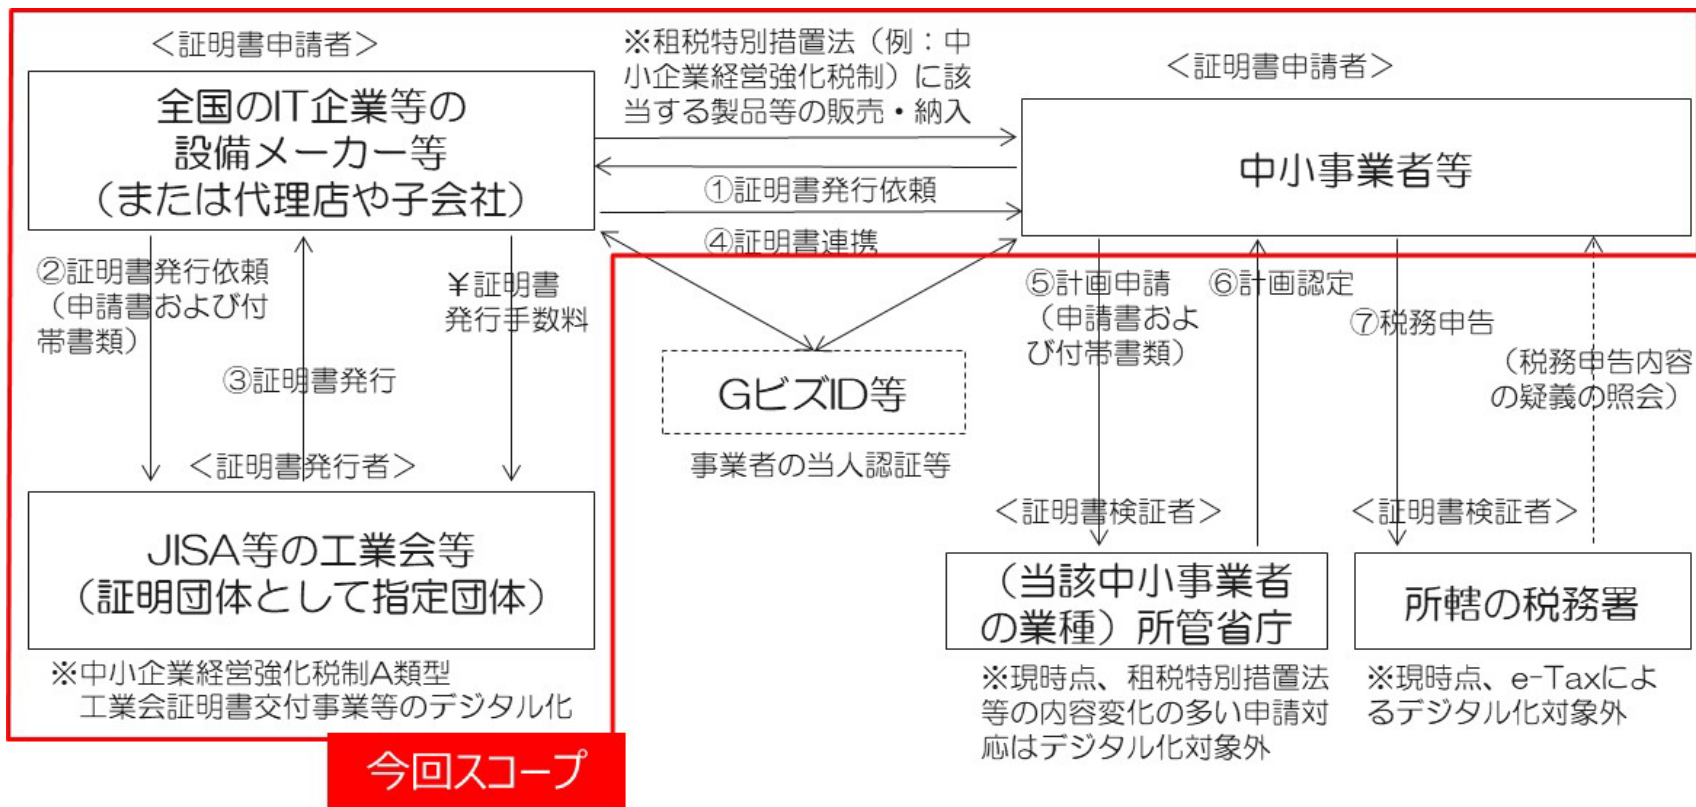 ＜証明書申請者＞
全国のIT企業等の
設備メーカー等
（または代理店や子会社）
※租税特別措置法（例：中
小企業経営強化税制）に該
当する製品等の販売・納入
＜証明書申請者＞
中小事業者等
①証明書発行依頼
④証明書連携
②証明書発行依頼
（申請書および付
帯書類）
③証明書発行
￥証明書
発行手数料
⑤計画申請
（申請書およ
び付帯書類）
⑥計画認定
⑦税務申告
（税務申告内容
の疑義の照会）
GビズID等
事業者の当人認証等
＜証明書発行者＞
JISA等の工業会等
（証明団体として指定団体）
※中小企業経営強化税制A類型
工業会証明書交付事業等のデジタル化
＜証明書検証者＞
（当該中小事業者
の業種）所管省庁
※現時点、租税特別措置法
等の内容変化の多い申請対
応はデジタル化対象外
＜証明書検証者＞
所轄の税務署
※現時点、e-Taxによ
るデジタル化対象外
今回スコープ